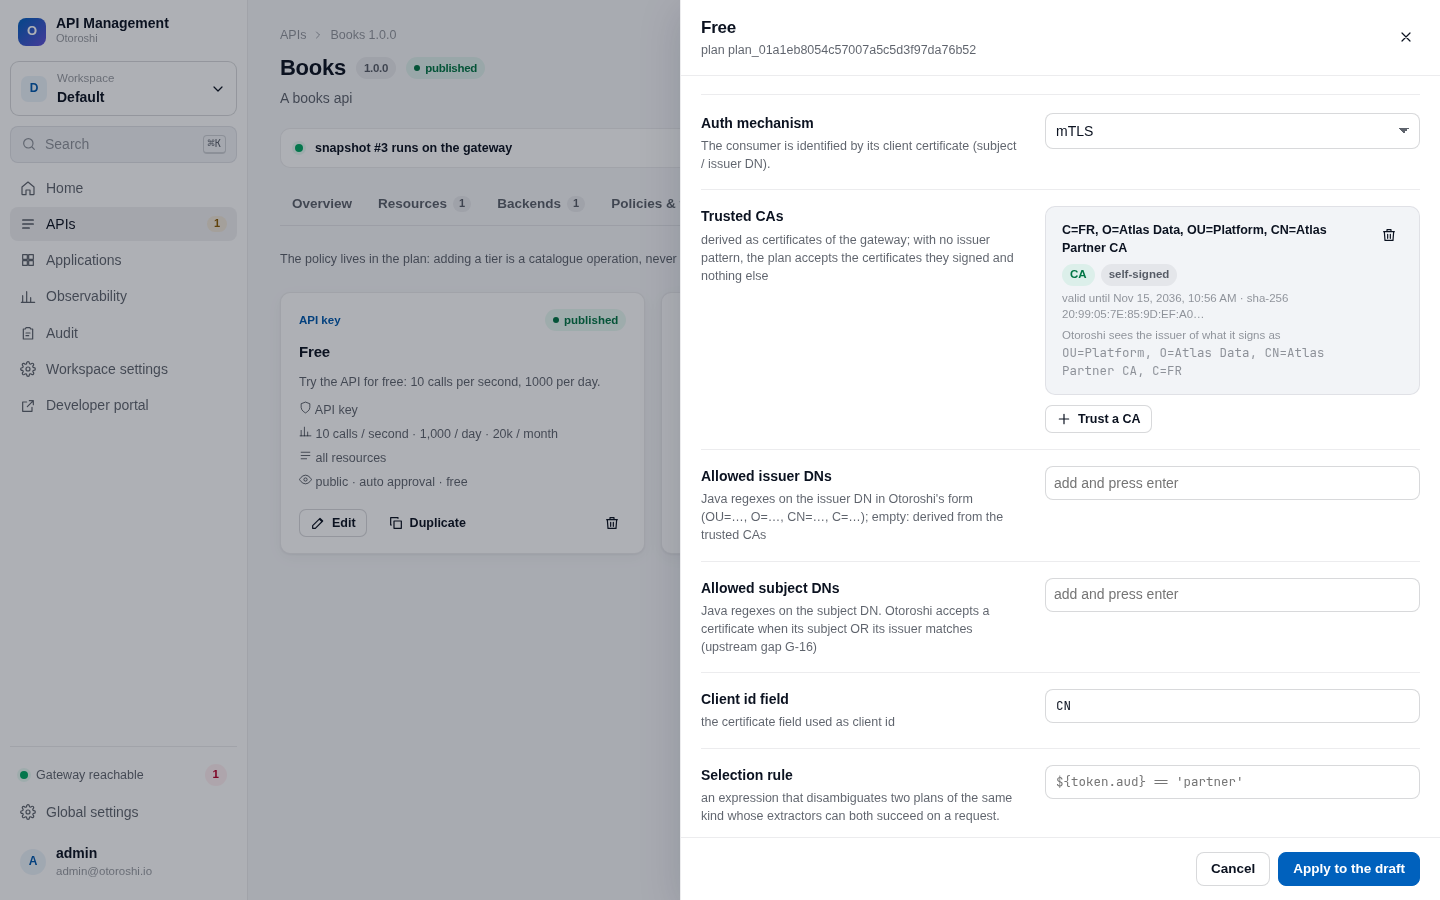 O
API Management
Otoroshi
D
Workspace
Default
Search
⌘K
Home
APIs
1
Applications
Observability
Audit
Workspace settings
Developer portal
Gateway reachable
1
Global settings
A
admin
admin@otoroshi.io
APIs
Books 1.0.0
Books
1.0.0
published
A books api
snapshot #3 runs on the gateway
Overview
Resources 1
Backends 1
Policies &
The policy lives in the plan: adding a tier is a catalogue operation, never
API key
published
Free
Try the API for free: 10 calls per second, 1000 per day.
API key
10 calls / second · 1,000 / day · 20k / month
all resources
public · auto approval · free
Edit
Duplicate
Free
plan plan_01a1eb8054c57007a5c5d3f97da76b52
Auth mechanism
The consumer is identified by its client certificate (subject
/ issuer DN).
mTLS
Trusted CAs
derived as certificates of the gateway; with no issuer
pattern, the plan accepts the certificates they signed and
nothing else
C=FR, O=Atlas Data, OU=Platform, CN=Atlas
Partner CA
CA
self-signed
valid until Nov 15, 2036, 10:56 AM · sha-256
20:99:05:7E:85:9D:EF:A0…
Otoroshi sees the issuer of what it signs as
OU=Platform, O=Atlas Data, CN=Atlas
Partner CA, C=FR
Trust a CA
Allowed issuer DNs
Java regexes on the issuer DN in Otoroshi's form
(OU=…, O=…, CN=…, C=…); empty: derived from the
trusted CAs
add and press enter
Allowed subject DNs
Java regexes on the subject DN. Otoroshi accepts a
certificate when its subject OR its issuer matches
(upstream gap G-16)
add and press enter
Client id field
the certificate field used as client id
CN
Selection rule
an expression that disambiguates two plans of the same
kind whose extractors can both succeed on a request.
${token.aud} == 'partner'
Cancel
Apply to the draft